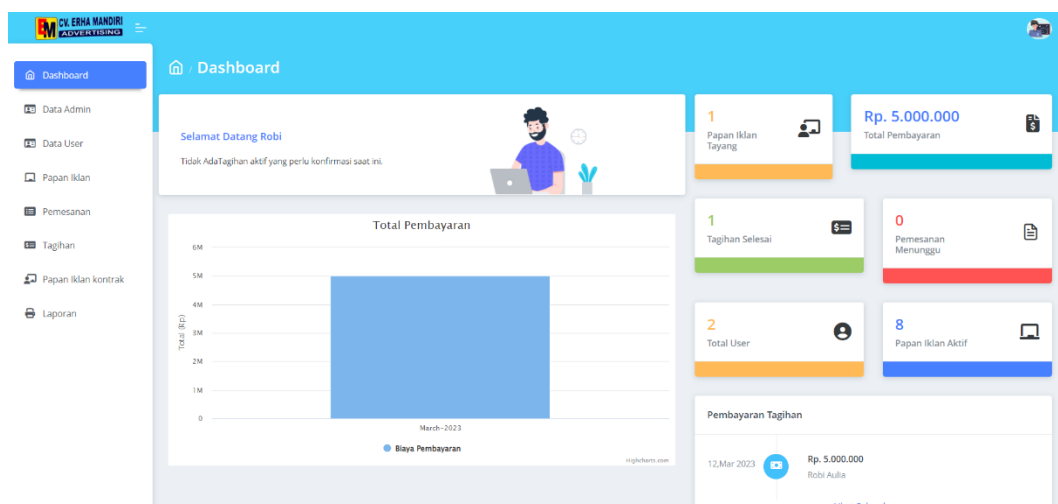 EM CV. ERHA MANDIRI
ADVERTISING
Dashboard
Data Admin
Data User
Papan Iklan
Pemesanan
Tagihan
Papan Iklan kontrak
Laporan
/ Dashboard
Selamat Datang Robi
Tidak AdaTagihan aktif yang perlu konfirmasi saat ini.
1
Papan Iklan
Tayang
Rp. 5.000.000
Total Pembayaran
1
Tagihan Selesai
0
Pemesanan
Menunggu
2
Total User
8
Papan Iklan Aktif
Total Pembayaran
Total (Rp)
6M
5M
4M
3M
2M
1M
0
March-2023
Biaya Pembayaran
Highcharts.com
Pembayaran Tagihan
12,Mar 2023
Rp. 5.000.000
Robi Aulia